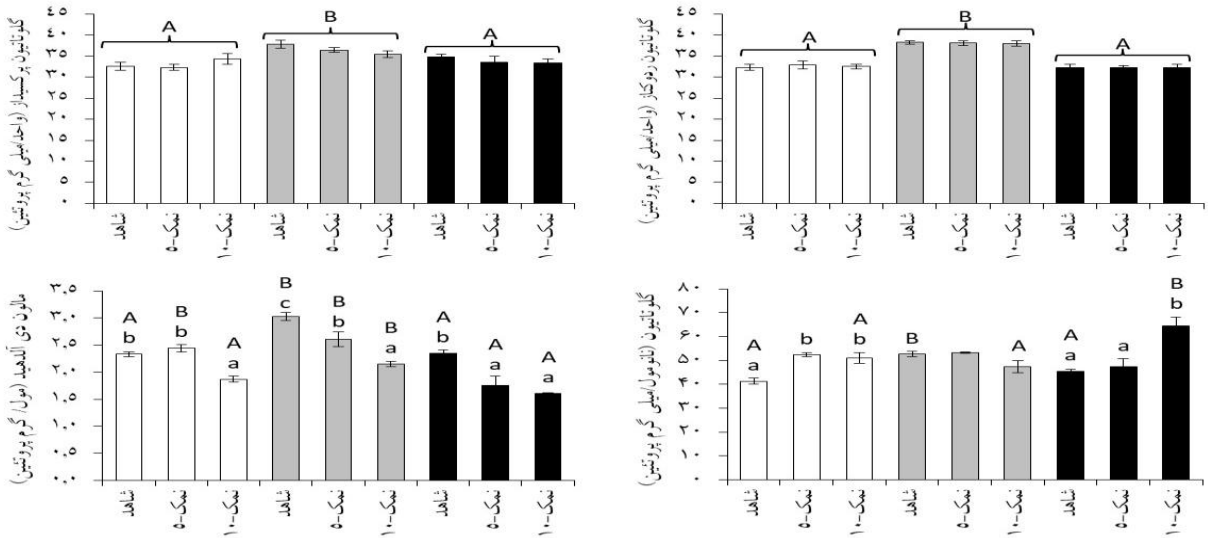 گلوتاتیون پرکسیداز (واحد/میلی گرم پروتئین)
۴۵
۴۰
۳۵
۳۰
۲۵
۲۰
۱۵
۱۰
۵
۰
A
B
A
شاهد
نمک-۵
نمک-۱۰
شاهد
نمک-۵
نمک-۱۰
شاهد
نمک-۵
نمک-۱۰
گلوتاتیون ردوکتاز (واحد/میلی گرم پروتئین)
۴۵
۴۰
۳۵
۳۰
۲۵
۲۰
۱۵
۱۰
۵
۰
A
B
A
شاهد
نمک-۵
نمک-۱۰
شاهد
نمک-۵
نمک-۱۰
شاهد
نمک-۵
نمک-۱۰
مالون دی آلدهید (مول/ گرم پروتئین)
۳.۵
۳.۰
۲.۵
۲.۰
۱.۵
۱.۰
۰.۵
۰.۰
A
b
B
b
A
a
B
c
B
b
B
a
A
b
A
a
A
a
شاهد
نمک-۵
نمک-۱۰
شاهد
نمک-۵
نمک-۱۰
شاهد
نمک-۵
نمک-۱۰
گلوتاتیون (نانومول/میلی گرم پروتئین)
۸۰
۷۰
۶۰
۵۰
۴۰
۳۰
۲۰
۱۰
۰
A
a
b
A
b
B
A
A
a
a
B
b
شاهد
نمک-۵
نمک-۱۰
شاهد
نمک-۵
نمک-۱۰
شاهد
نمک-۵
نمک-۱۰